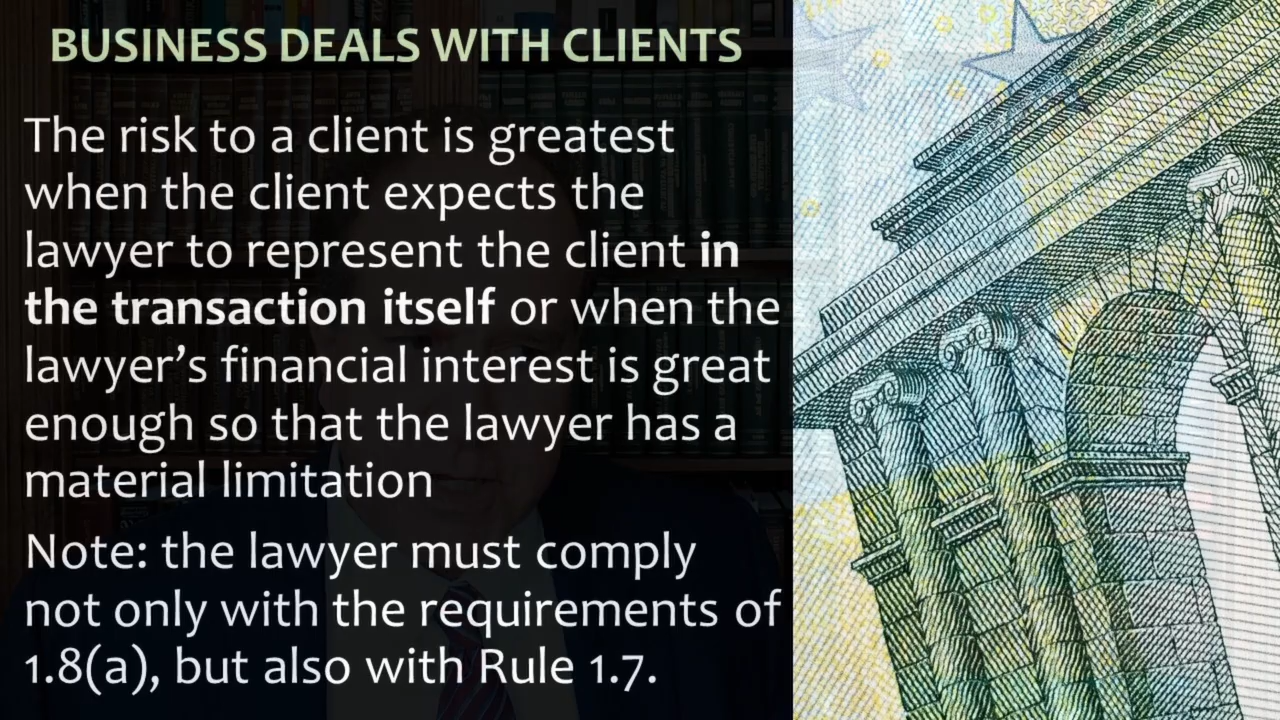 BUSINESS DEALS WITH CLIENTS
The risk to a client is greatest
when the client expects the
lawyer to represent the client in
the transaction itself or when the
lawyer’s financial interest is great
enough so that the lawyer has a
material limitation
Note: the lawyer must comply
not only with the requirements of
1.8(a), but also with Rule 1.7.